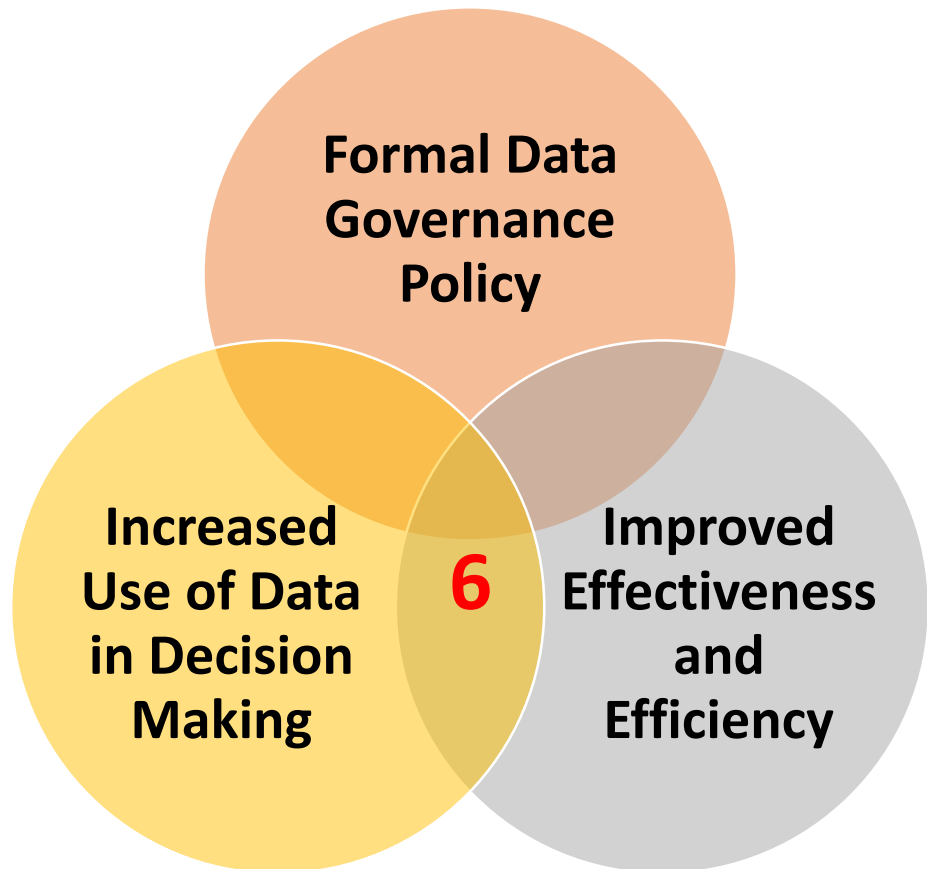 Formal Data
Governance
Policy
Increased
Use of Data
in Decision
Making
6
Improved
Effectiveness
and
Efficiency